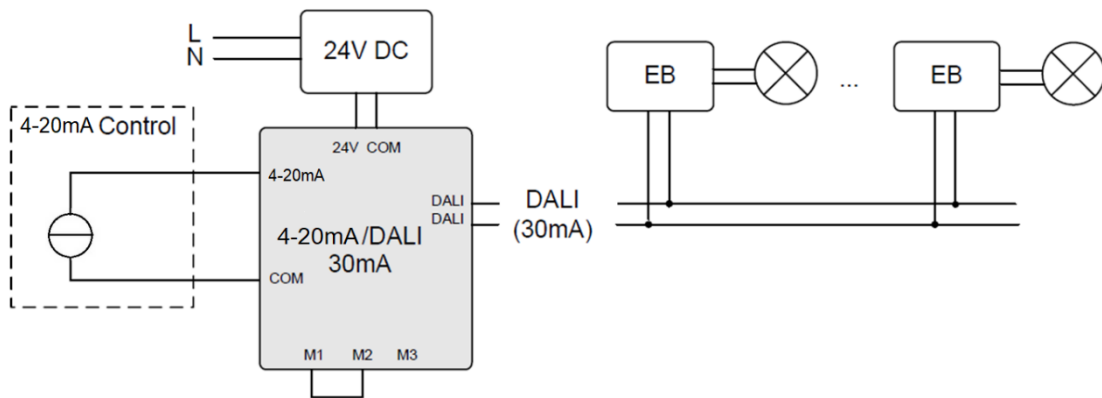 L
N
24V DC
EB
...
EB
4-20mA Control
24V COM
4-20mA
DALI
DALI
DALI
(30mA)
4-20mA/DALI
30mA
COM
M1 M2 M3